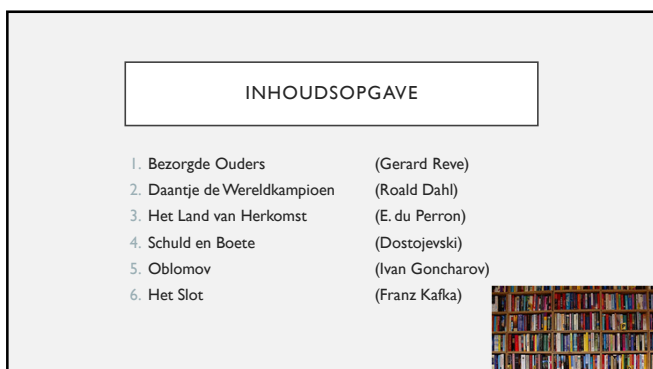 INHOUDSOPGAVE
1. Bezorgde Ouders (Gerard Reve)
2. Daantje de Wereldkampioen (Roald Dahl)
3. Het Land van Herkomst (E. du Perron)
4. Schuld en Boete (Dostojevski)
5. Oblomov (Ivan Goncharov)
6. Het Slot (Franz Kafka)